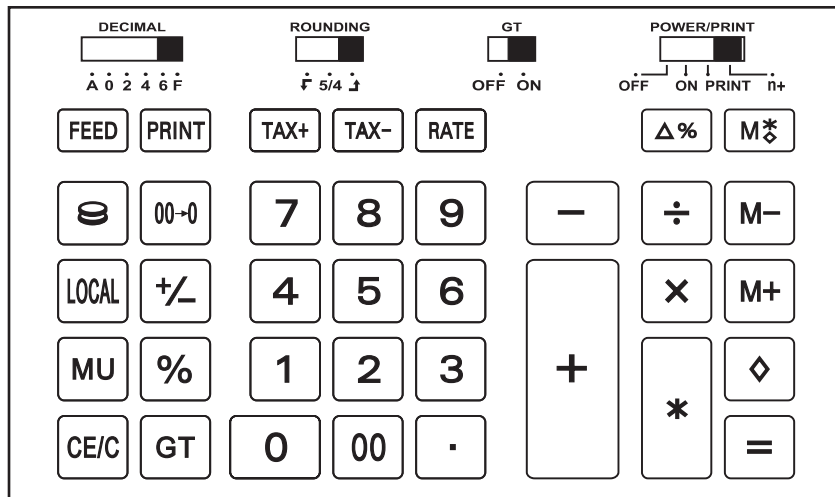 DECIMAL ROUNDING GT POWER/PRINT
A 0 2 4 6 F 5/4 OFF ON OFF ON PRINT n+
FEED PRINT TAX+ TAX- RATE Δ% M*◇
00→0 7 8 9 − ÷ M−
LOCAL +/− 4 5 6 + × M+
MU % 1 2 3 * ◇
CE/C GT 0 00 . =